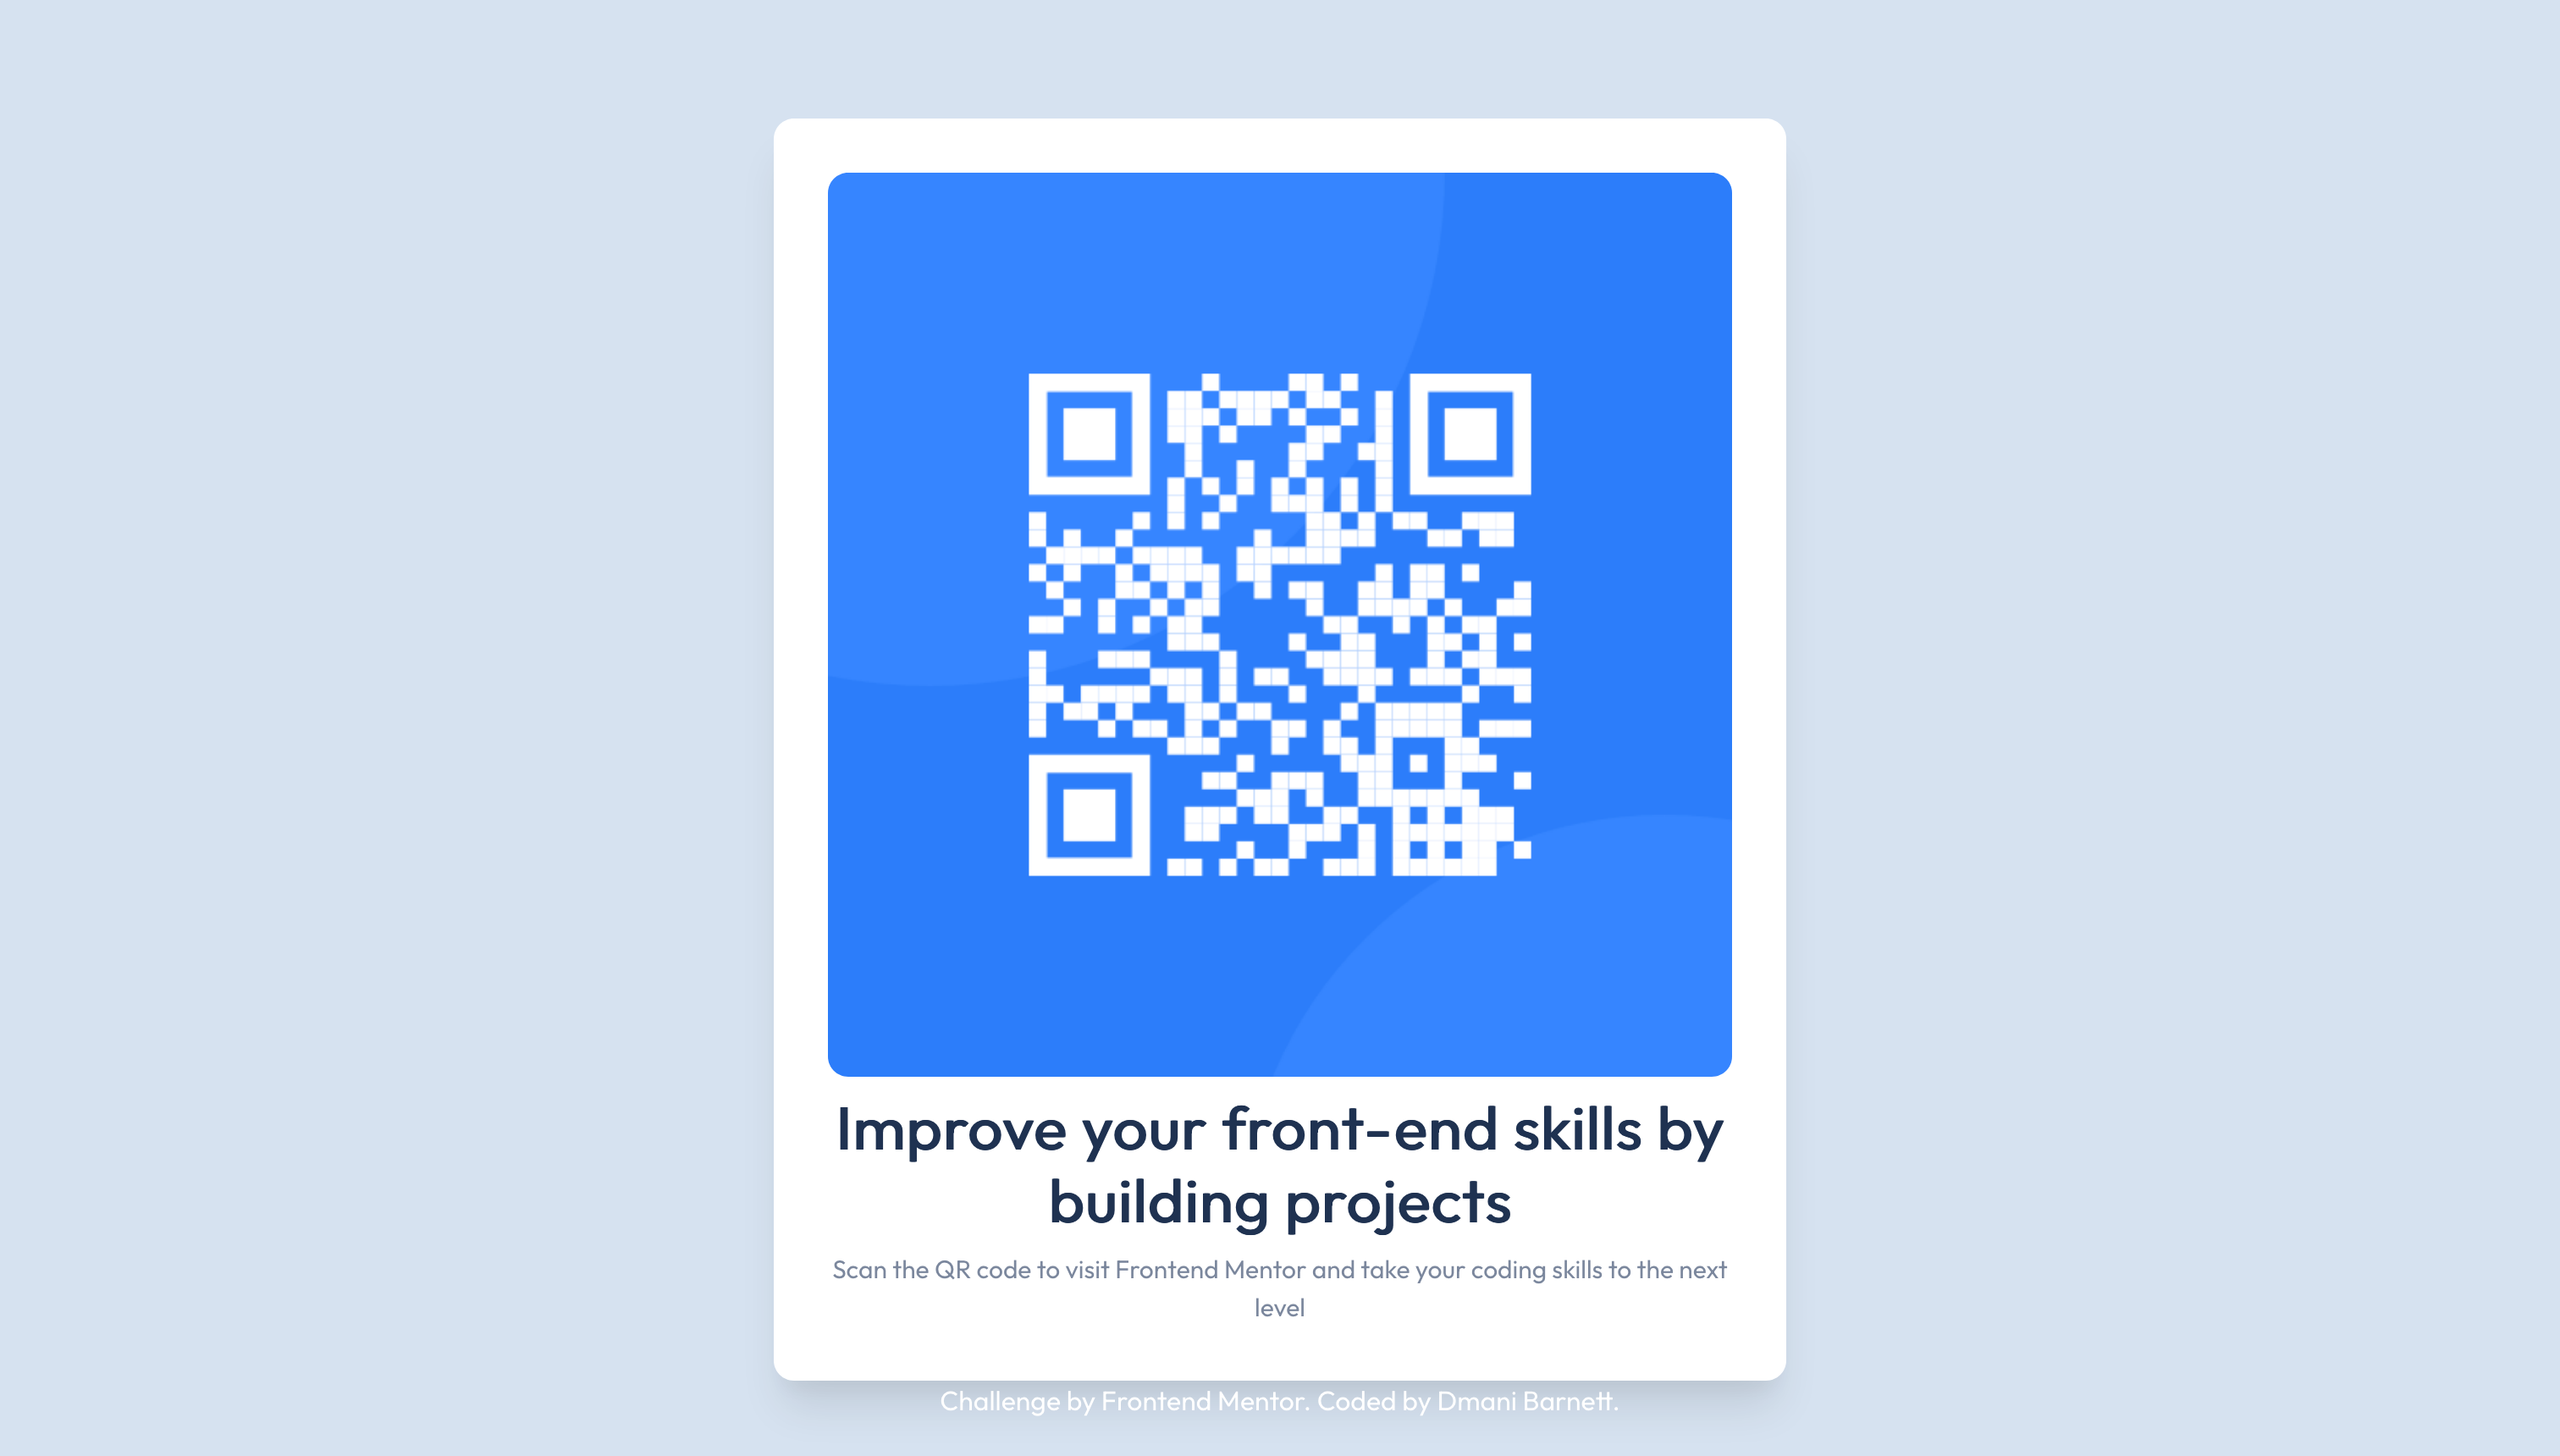 Improve your front-end skills by
building projects
Scan the QR code to visit Frontend Mentor and take your coding skills to the next
level
Challenge by Frontend Mentor. Coded by Dmani Barnett.